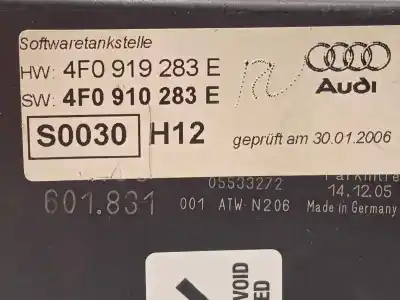 Softwaretankstelle
HW: 4F0 919 283 E
SW: 4F0 910 283 E
Audi
S0030 H12
geprüft am 30.01.2006
05533272
14.12.05
601.831
001 ATW-N206 Made in Germany
VOID